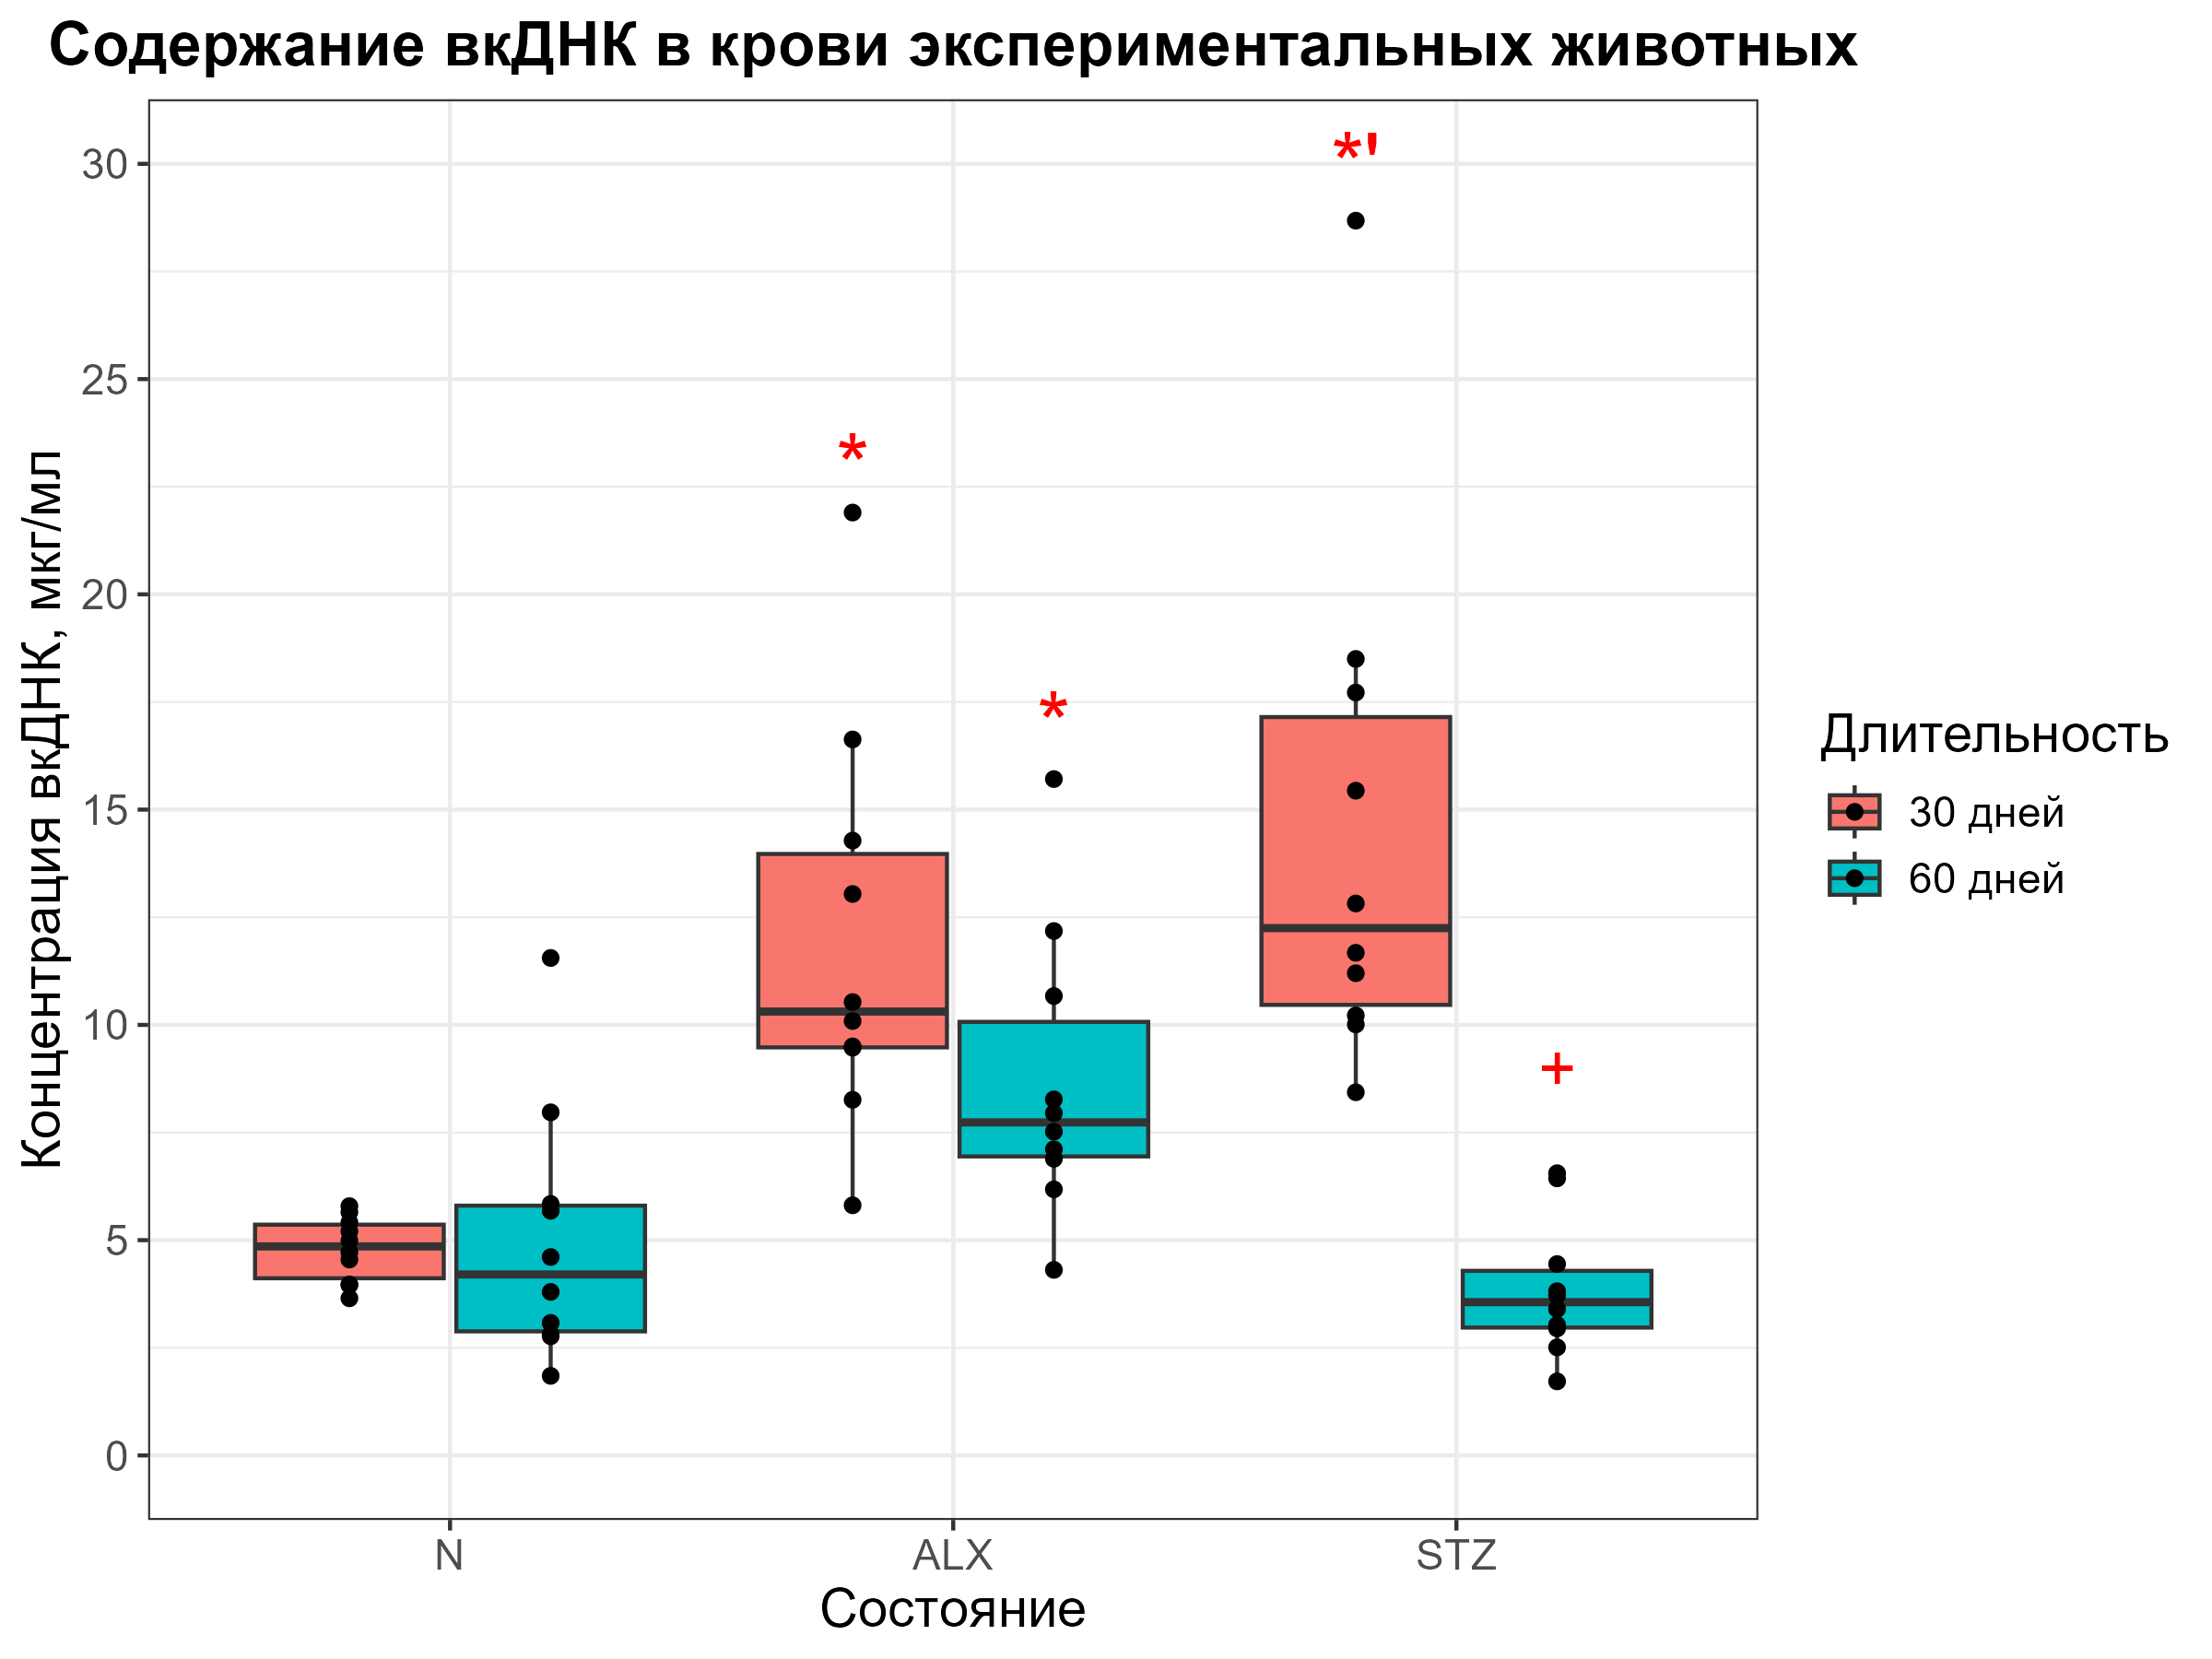 Содержание вкДНК в крови экспериментальных животных
Концентрация вкДНК, мкг/мл
30
25
20
15
10
5
0
*'
*
*
+
N
ALX
STZ
Состояние
Длительность
30 дней
60 дней